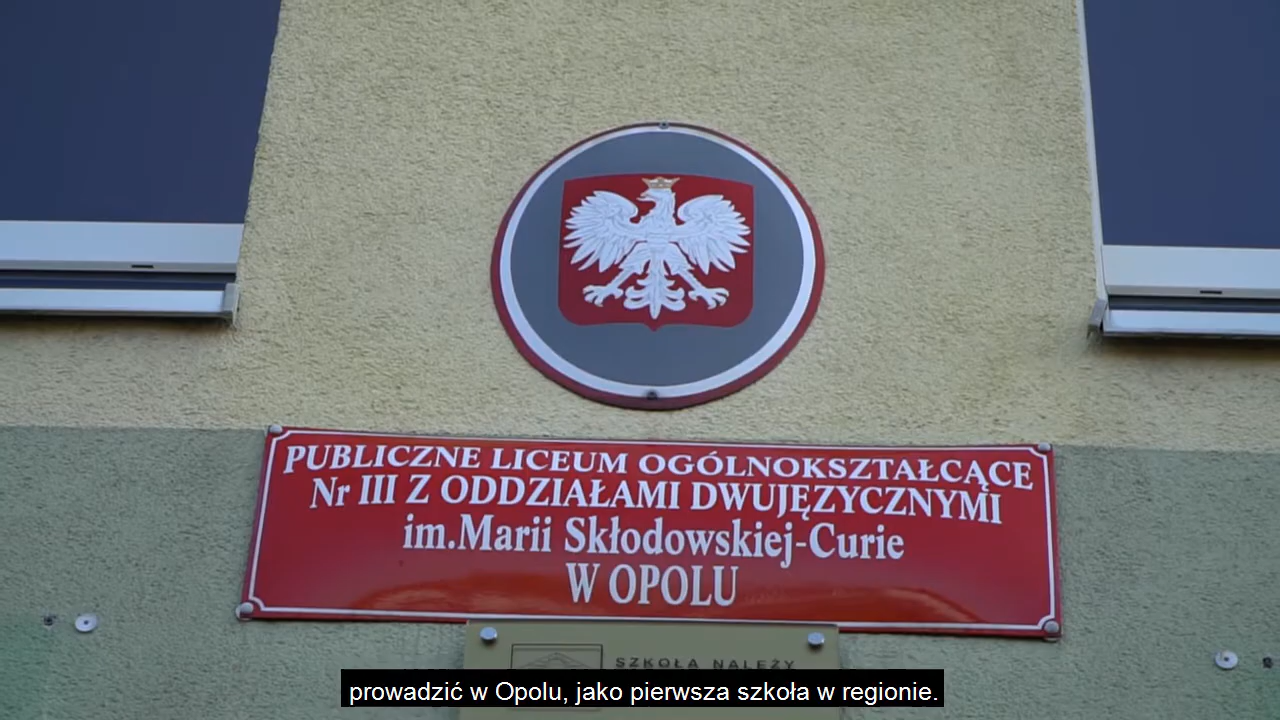 PUBLICZNE LICEUM OGÓLNOKSZTAŁCĄCE
Nr III Z ODDZIAŁAMI DWUJĘZYCZNYMI
im.Marii Skłodowskiej-Curie
W OPOLU
SZKOŁA NALEŻY
prowadzić w Opolu, jako pierwsza szkoła w regionie.